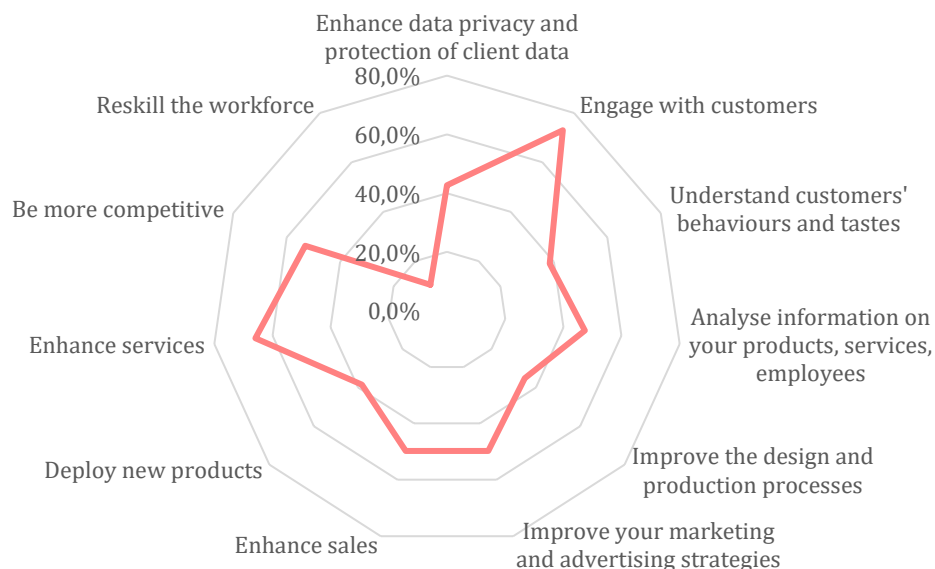 Enhance data privacy and
protection of client data
80,0%
Reskill the workforce
Engage with customers
60,0%
Be more competitive
40,0%
Understand customers'
behaviours and tastes
20,0%
0,0%
Enhance services
Analyse information on
your products, services,
employees
Deploy new products
Improve the design and
production processes
Enhance sales
Improve your marketing
and advertising strategies